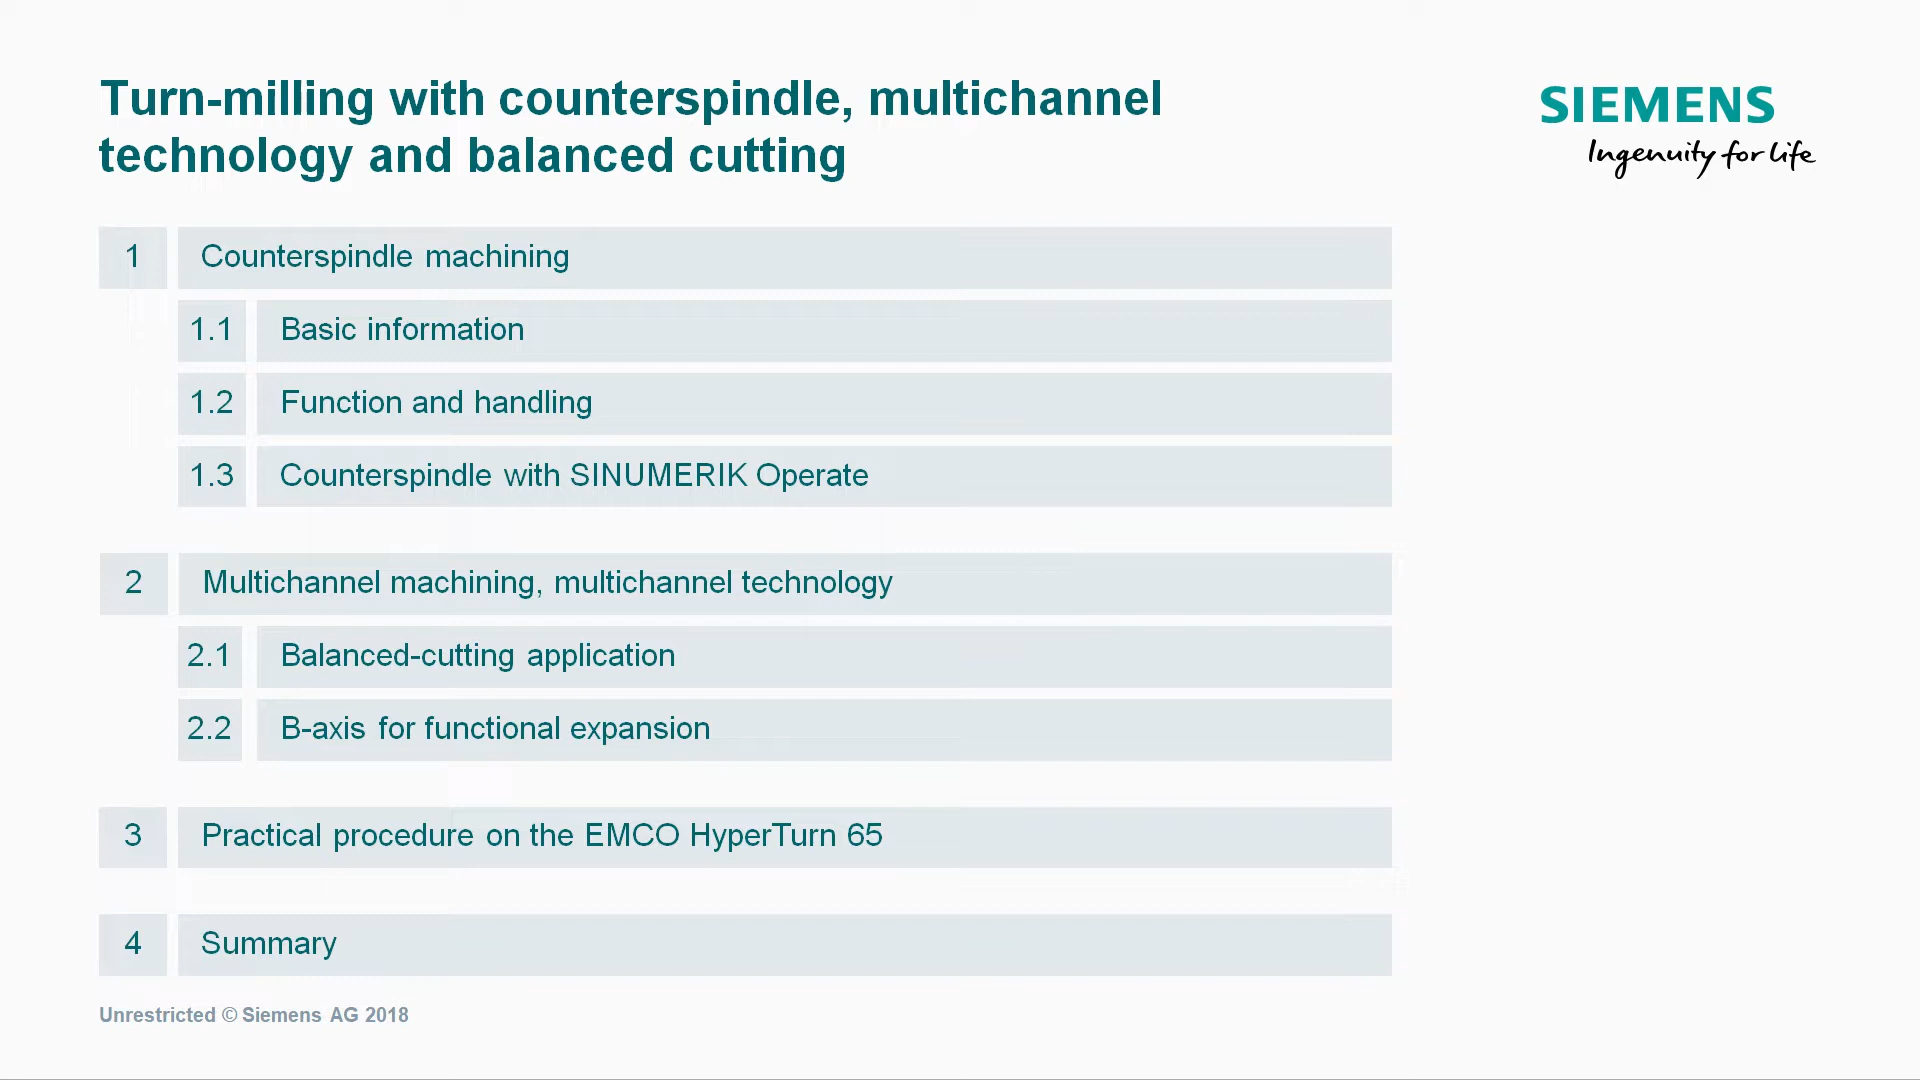 Turn-milling with counterspindle, multichannel
technology and balanced cutting
SIEMENS
Ingenuity for life
1 Counterspindle machining
1.1 Basic information
1.2 Function and handling
1.3 Counterspindle with SINUMERIK Operate
2 Multichannel machining, multichannel technology
2.1 Balanced-cutting application
2.2 B-axis for functional expansion
3 Practical procedure on the EMCO HyperTurn 65
4 Summary
Unrestricted © Siemens AG 2018